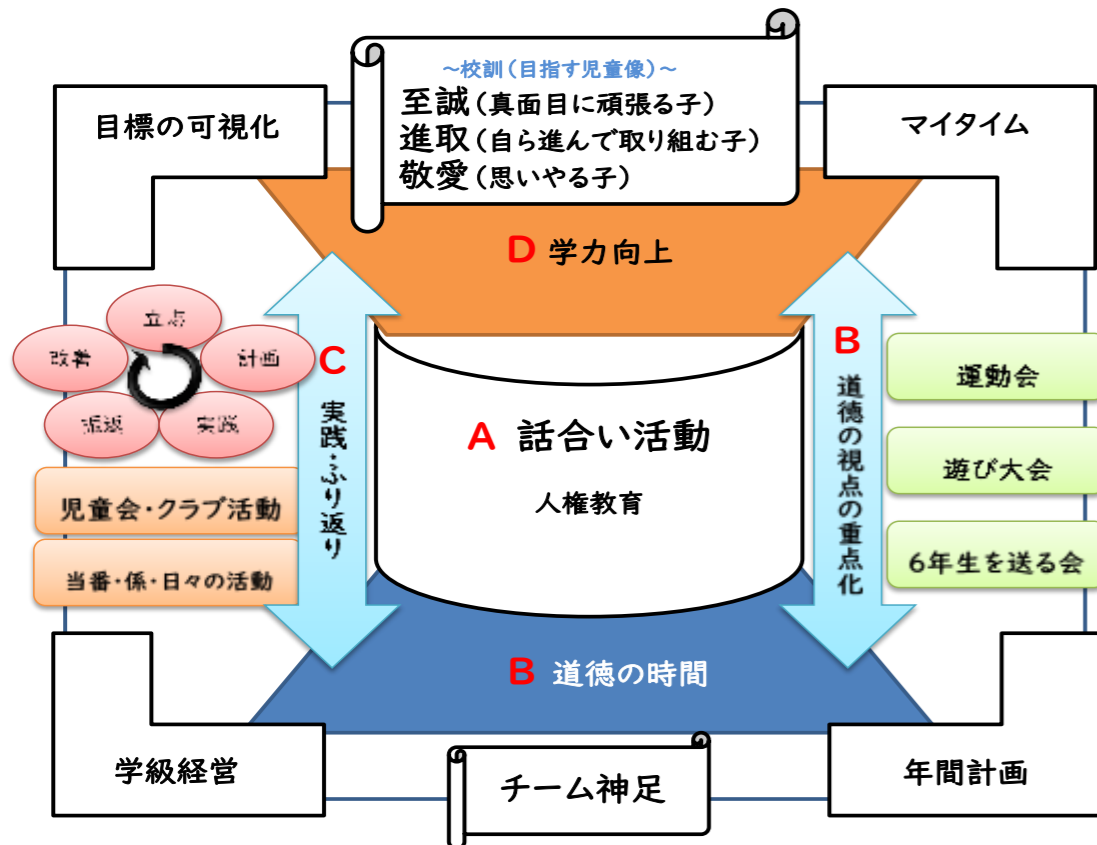 ～校訓（目指す児童像）～
至誠（真面目に頑張る子）
進取（自ら進んで取り組む子）
敬愛（思いやる子）
目標の可視化
マイタイム
D 学力向上
立志
改善
計画
振返
実践
C
実践・ふり返り
B
道徳の視点の重点化
運動会
遊び大会
6年生を送る会
A 話合い活動
人権教育
児童会・クラブ活動
当番・係・日々の活動
B 道徳の時間
学級経営
チーム神足
年間計画